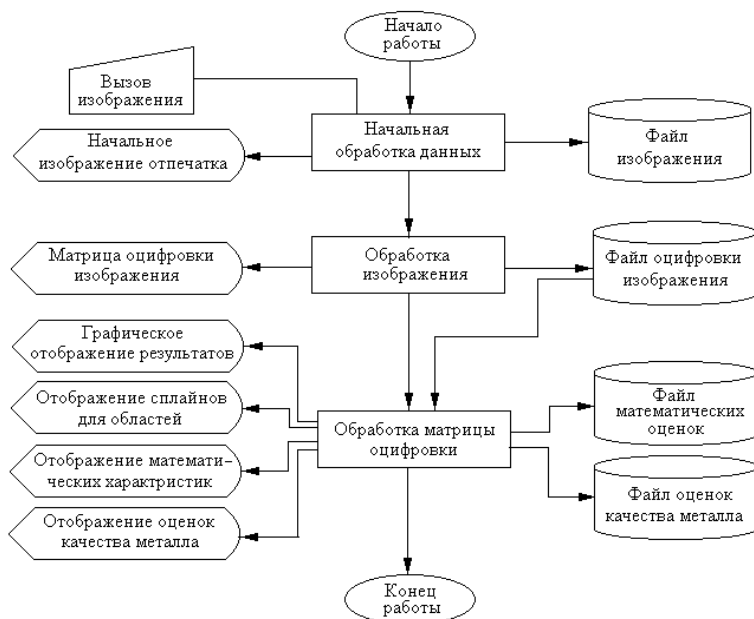 Начало
работы
Вызов
изображения
Начальная
обработка данных
Файл
изображения
Начальное
изображение отпечатка
Матрица оцифровки
изображения
Обработка
изображения
Файл оцифровки
изображения
Графическое
отображение результатов
Отображение сплайнов
для областей
Обработка матрицы
оцифровки
Файл
математических
оценок
Отображение математи-
ческих характристик
Файл оценок
качества металла
Отображение оценок
качества металла
Конец
работы